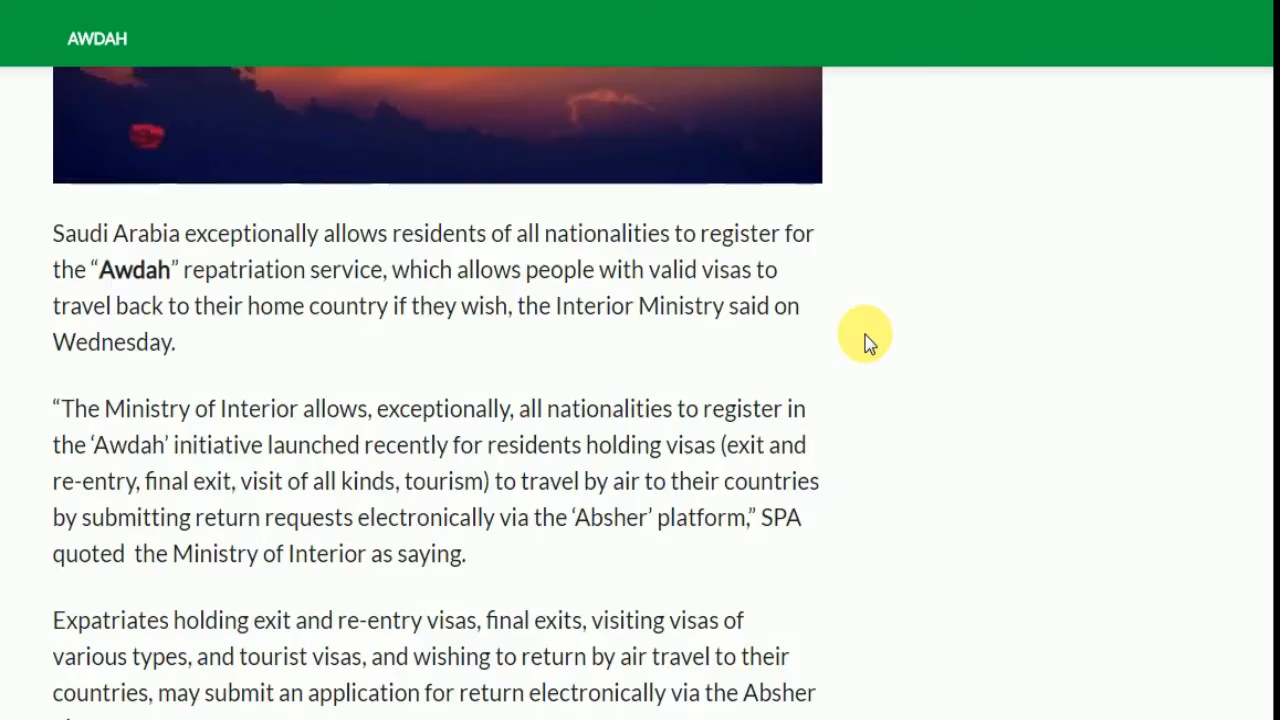 AWDAH
Saudi Arabia exceptionally allows residents of all nationalities to register for
the “Awdah” repatriation service, which allows people with valid visas to
travel back to their home country if they wish, the Interior Ministry said on
Wednesday.
“The Ministry of Interior allows, exceptionally, all nationalities to register in
the ‘Awdah’ initiative launched recently for residents holding visas (exit and
re-entry, final exit, visit of all kinds, tourism) to travel by air to their countries
by submitting return requests electronically via the ‘Absher’ platform,” SPA
quoted the Ministry of Interior as saying.
Expatriates holding exit and re-entry visas, final exits, visiting visas of
various types, and tourist visas, and wishing to return by air travel to their
countries, may submit an application for return electronically via the Absher